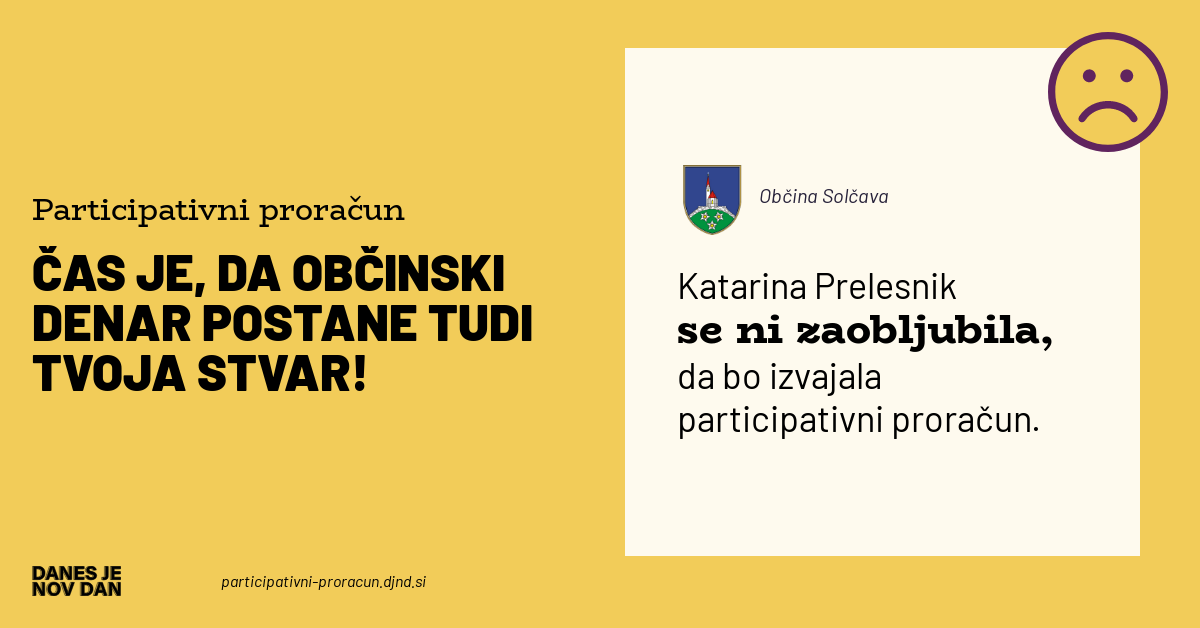 Participativni proračun
ČAS JE, DA OBČINSKI
DENAR POSTANE TUDI
TVOJA STVAR!
Občina Solčava
Katarina Prelesnik
se ni zaobljubila,
da bo izvajala
participativni proračun.
DANES JE
NOV DAN
participativni-proracun.djnd.si